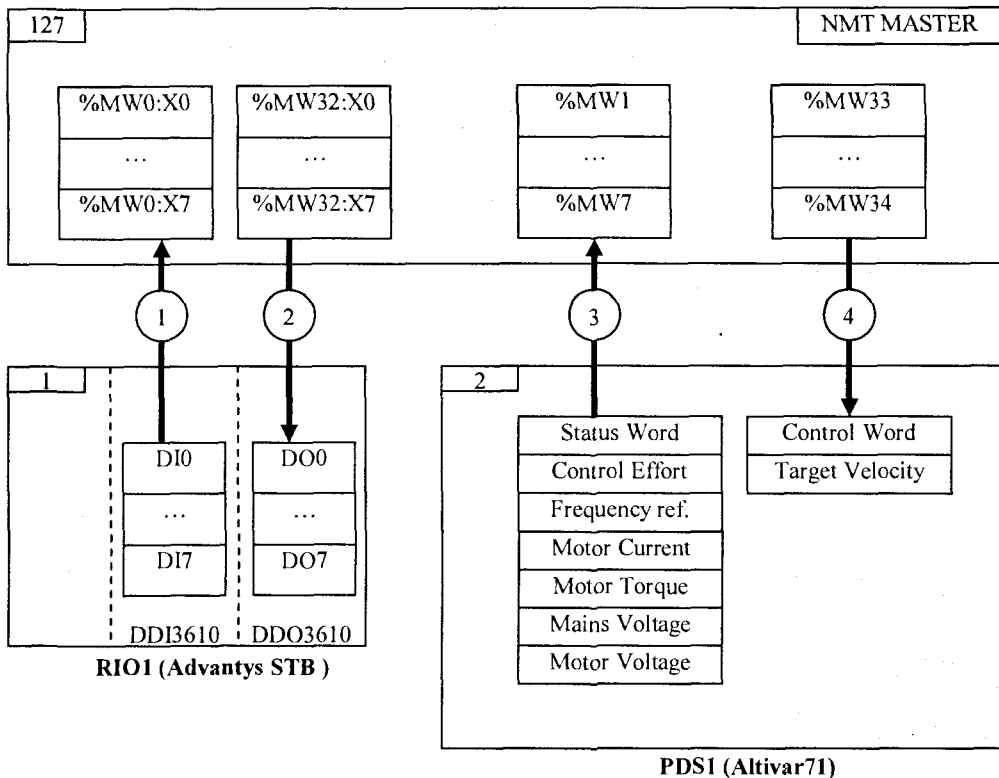 127
NMT MASTER
%MW0:X0
...
%MW0:X7
%MW32:X0
...
%MW32:X7
%MW1
...
%MW7
%MW33
...
%MW34
1
2
3
4
1
DI0
...
DI7
DDI3610
DO0
...
DO7
DDO3610
RIO1 (Advantys STB )
2
Status Word
Control Effort
Frequency ref.
Motor Current
Motor Torque
Mains Voltage
Motor Voltage
Control Word
Target Velocity
PDS1 (Altivar71)